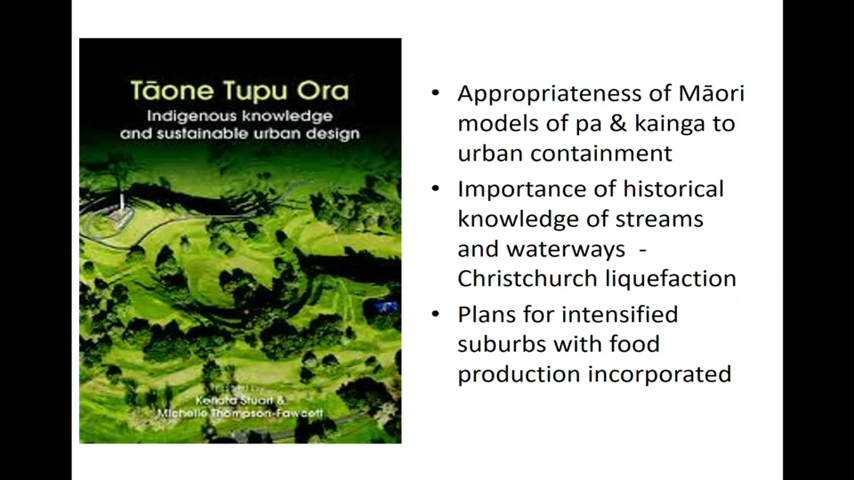 Tāone Tupu Ora
Indigenous knowledge
and sustainable urban design
Keriata Stuart &
Michelle Thompson-Fawcett
• Appropriateness of Māori
models of pa & kainga to
urban containment
• Importance of historical
knowledge of streams
and waterways -
Christchurch liquefaction
• Plans for intensified
suburbs with food
production incorporated